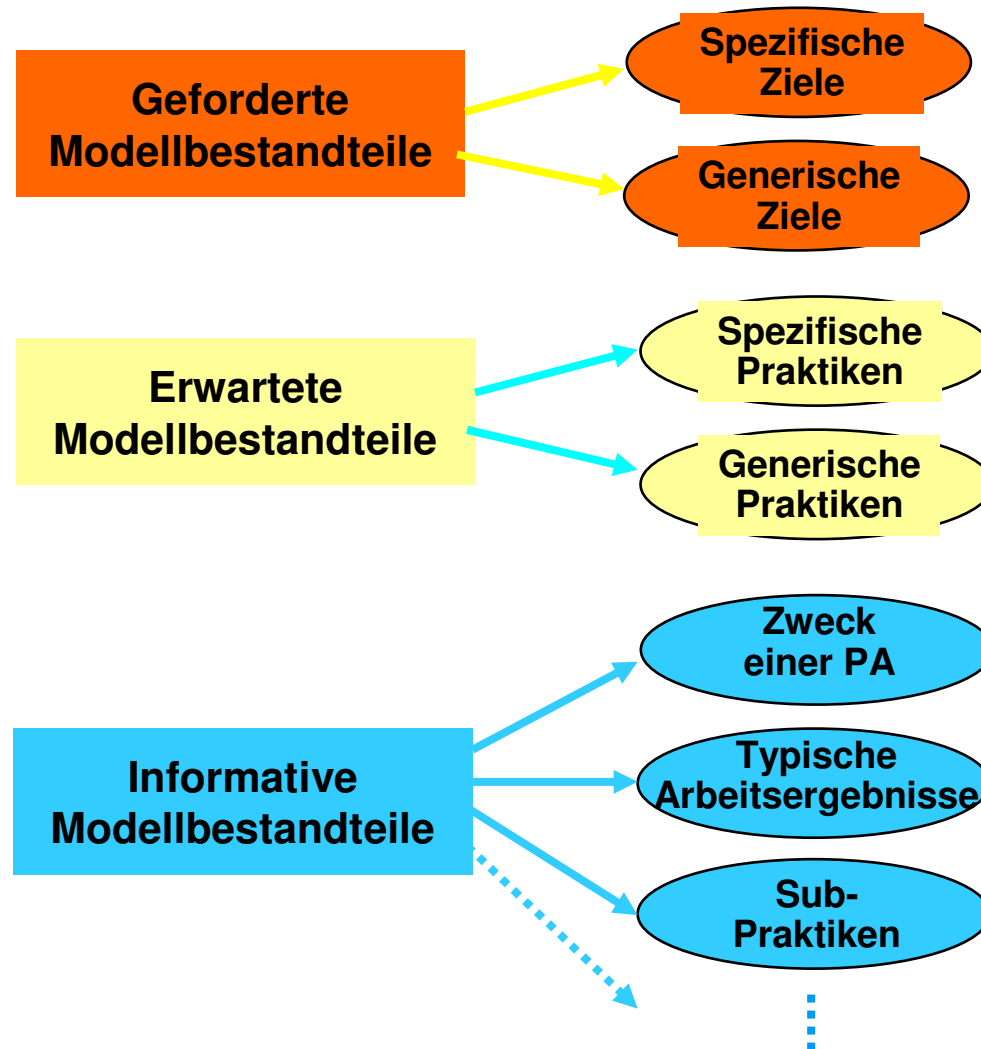 Geforderte
Modellbestandteile
Spezifische
Ziele
Generische
Ziele
Erwartete
Modellbestandteile
Spezifische
Praktiken
Generische
Praktiken
Informative
Modellbestandteile
Zweck
einer PA
Typische
Arbeitsergebnisse
Sub-
Praktiken